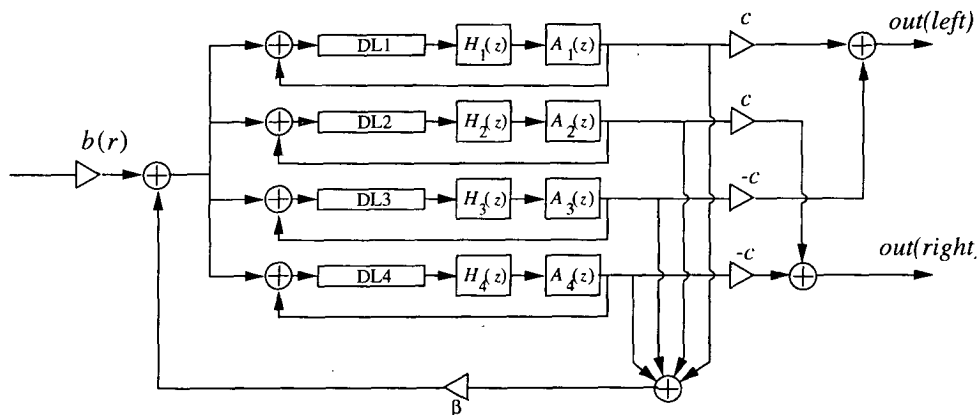 c out(left)
DL1 H₁(z) A₁(z)
c
DL2 H₂(z) A₂(z)
b(r)
-c
DL3 H₃(z) A₃(z)
-c out(right)
DL4 H₄(z) A₄(z)
β